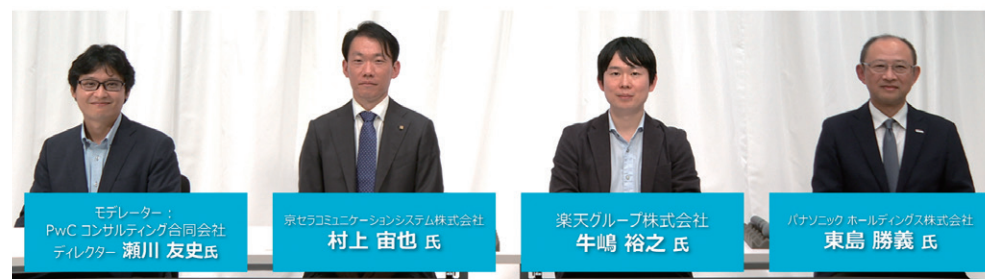 モデレーター：
PwC コンサルティング合同会社
ディレクター 瀬川 友史氏
京セラコミュニケーションシステム株式会社
村上 宙也 氏
楽天グループ株式会社
牛嶋 裕之 氏
パナソニック ホールディングス株式会社
東島 勝義 氏